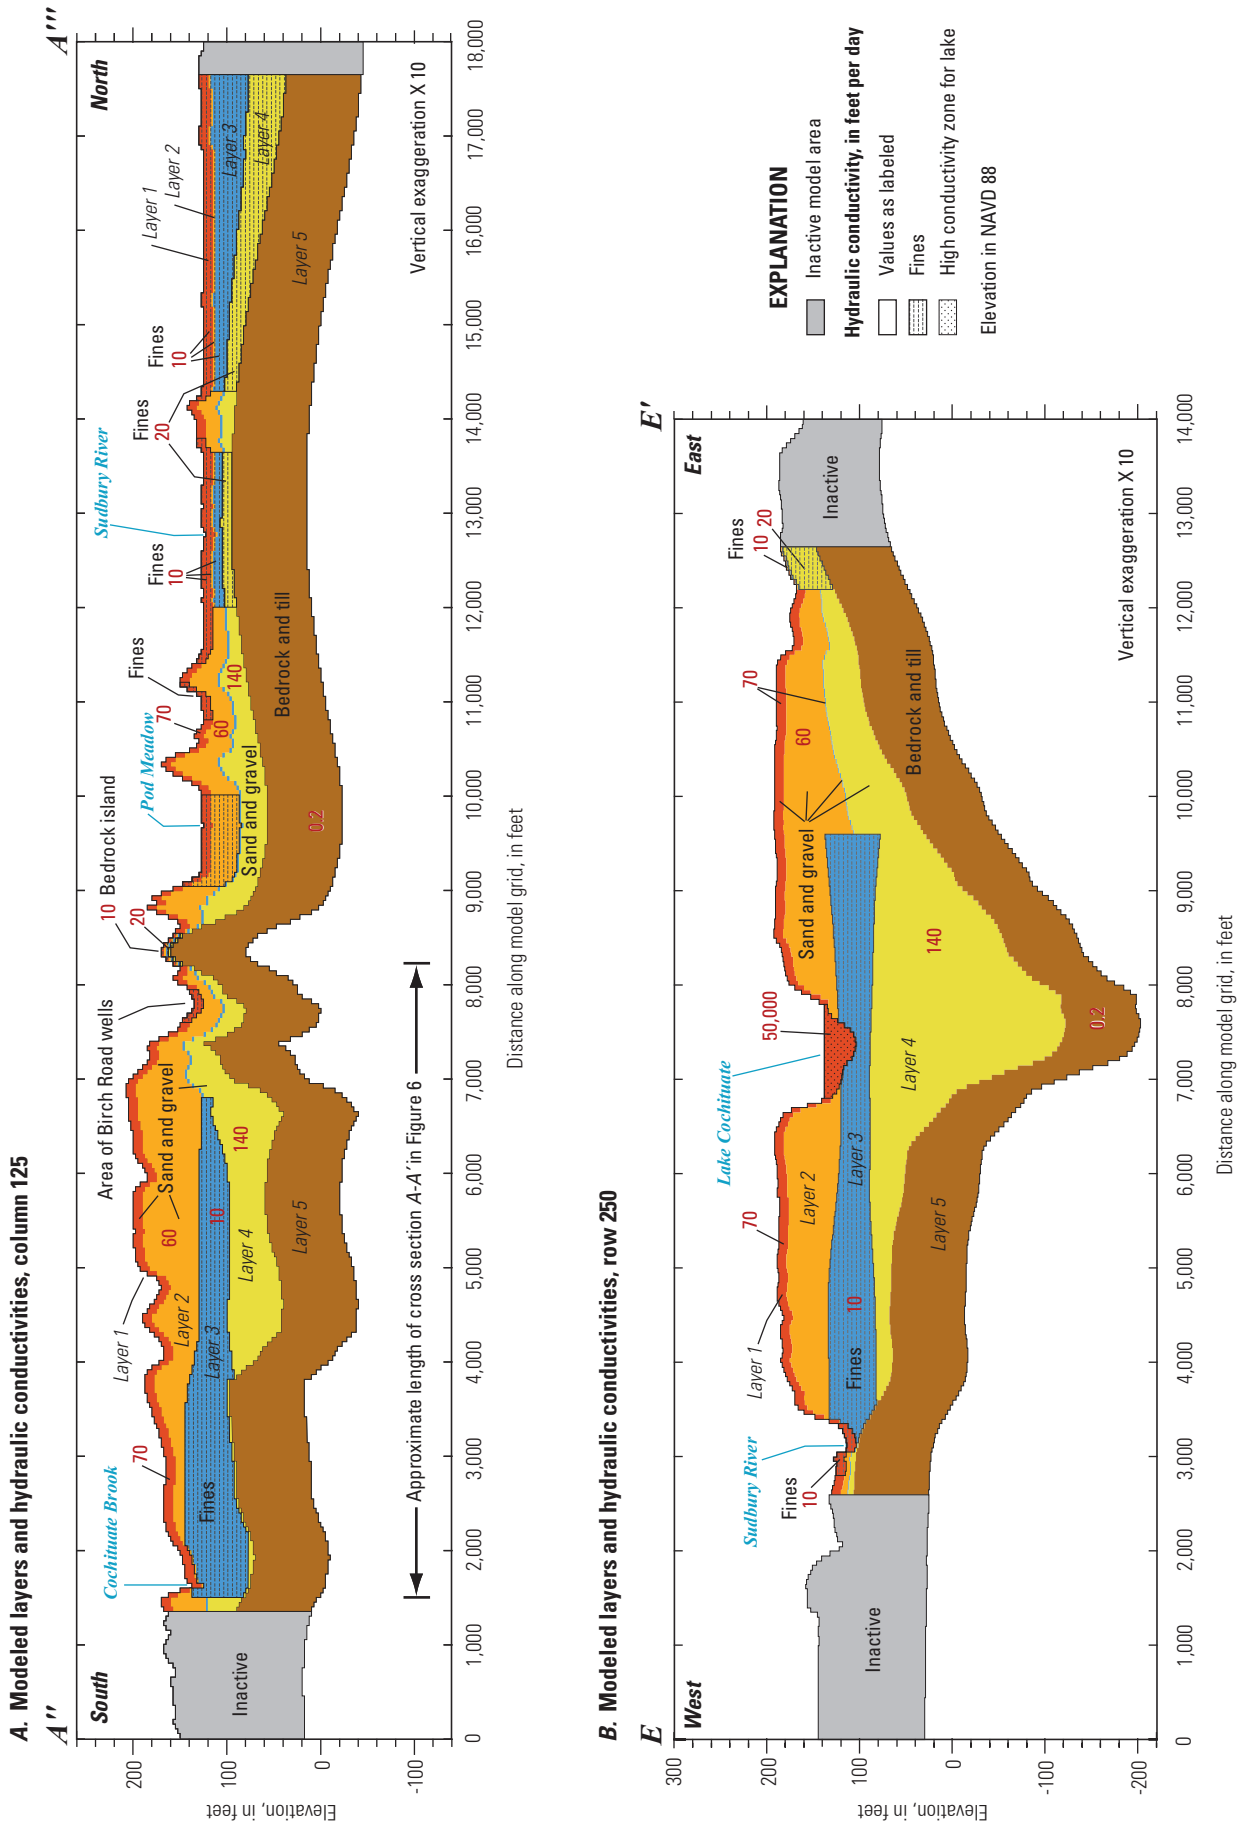 A. Modeled layers and hydraulic conductivities, column 125
A″
A‴
South
North
Elevation, in feet
200
100
0
-100
Inactive
Cochituate Brook
70
Layer 1
Area of Birch Road wells
10
Bedrock island
20
Pod Meadow
70
Fines
Sudbury River
Fines
10
Fines
20
Fines
10
Layer 1
Layer 2
Fines
Layer 2
Layer 3
60
Sand and gravel
10
Layer 4
140
Layer 5
Sand and gravel
60
140
0.2
Bedrock and till
Layer 3
Layer 4
Layer 5
Approximate length of cross section A-A′ in Figure 6
Vertical exaggeration X 10
0
1,000
2,000
3,000
4,000
5,000
6,000
7,000
8,000
9,000
10,000
11,000
12,000
13,000
14,000
15,000
16,000
17,000
18,000
Distance along model grid, in feet
B. Modeled layers and hydraulic conductivities, row 250
E
E′
West
East
Elevation, in feet
300
200
100
0
-100
-200
Inactive
Sudbury River
Fines
10
Layer 1
70
Lake Cochituate
50,000
70
Fines
10
20
Inactive
Layer 2
Sand and gravel
60
Fines
10
Layer 3
Layer 4
140
Layer 5
0.2
Bedrock and till
Vertical exaggeration X 10
0
1,000
2,000
3,000
4,000
5,000
6,000
7,000
8,000
9,000
10,000
11,000
12,000
13,000
14,000
Distance along model grid, in feet
EXPLANATION
Inactive model area
Hydraulic conductivity, in feet per day
Values as labeled
Fines
High conductivity zone for lake
Elevation in NAVD 88